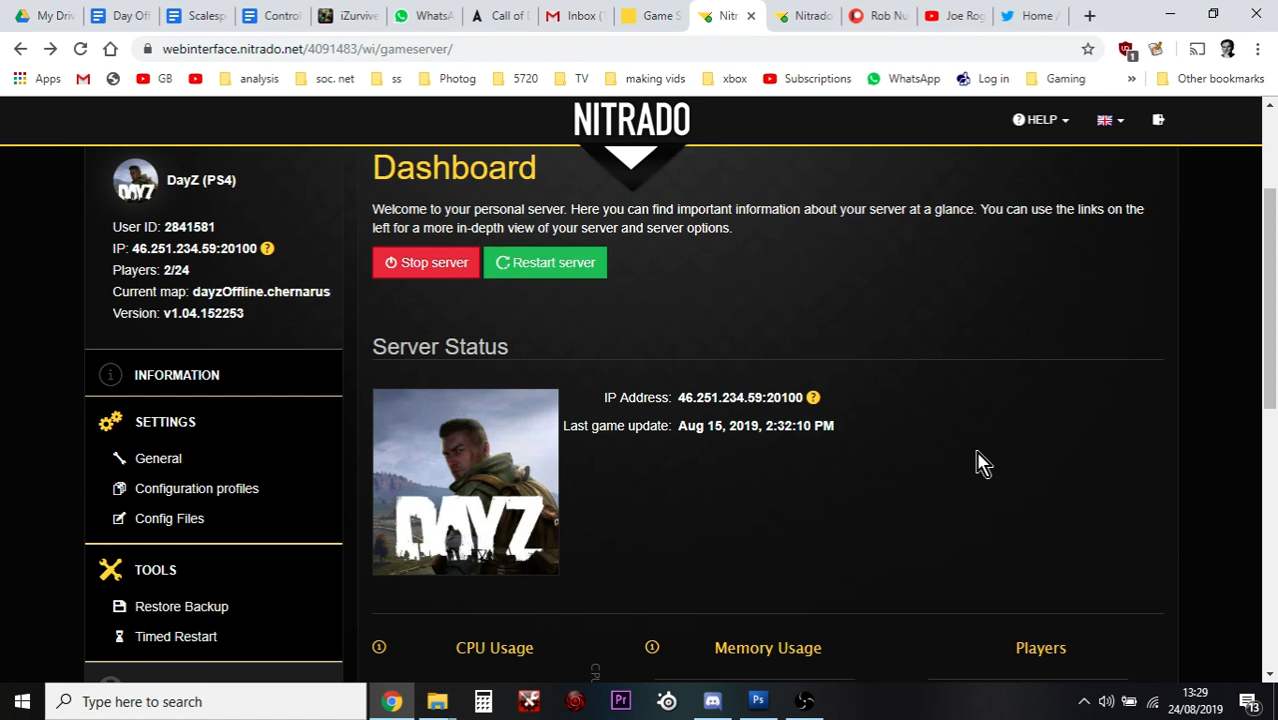 My Dri
Day Off
Scalesp
Control
iZurvive
WhatsA
Call of D
Inbox (1
Game S
Nitr
Nitrado
Rob Nu
Joe Rog
Home /
webinterface.nitrado.net/4091483/wi/gameserver/
1
Apps
GB
analysis
soc. net
ss
Photog
5720
TV
making vids
xbox
Subscriptions
WhatsApp
Log in
Gaming
»
Other bookmarks
NITRADO
HELP
DAYZ
DayZ (PS4)
User ID: 2841581
IP: 46.251.234.59:20100
Players: 2/24
Current map: dayzOffline.chernarus
Version: v1.04.152253
INFORMATION
SETTINGS
General
Configuration profiles
Config Files
TOOLS
Restore Backup
Timed Restart
Dashboard
Welcome to your personal server. Here you can find important information about your server at a glance. You can use the links on the
left for a more in-depth view of your server and server options.
Stop server
Restart server
Server Status
DAYZ
IP Address: 46.251.234.59:20100
Last game update: Aug 15, 2019, 2:32:10 PM
CPU Usage
Memory Usage
Players
Type here to search
Pr
Ps
13:29
24/08/2019
13